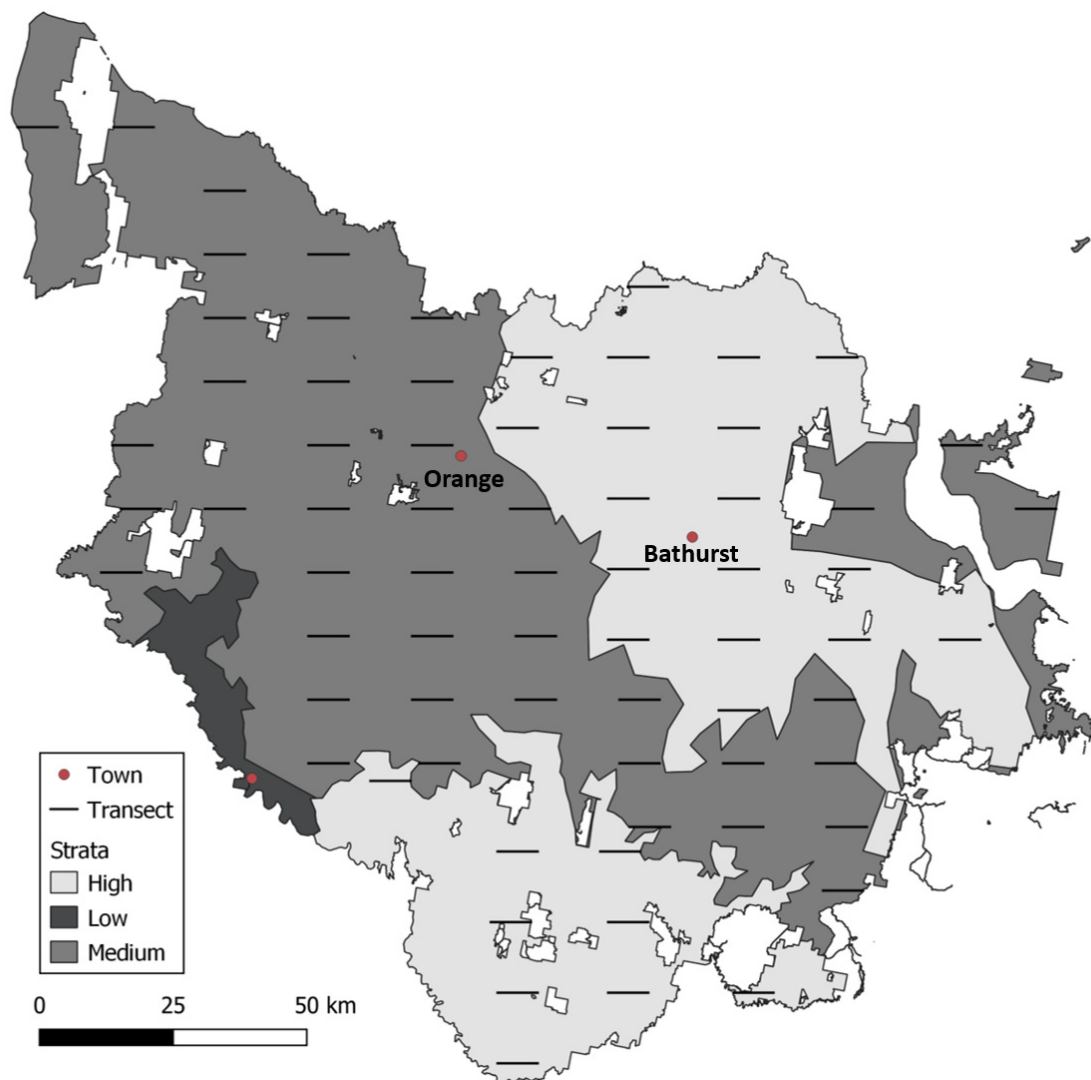 Orange
Bathurst
Town
Transect
Strata
High
Low
Medium
0 25 50 km